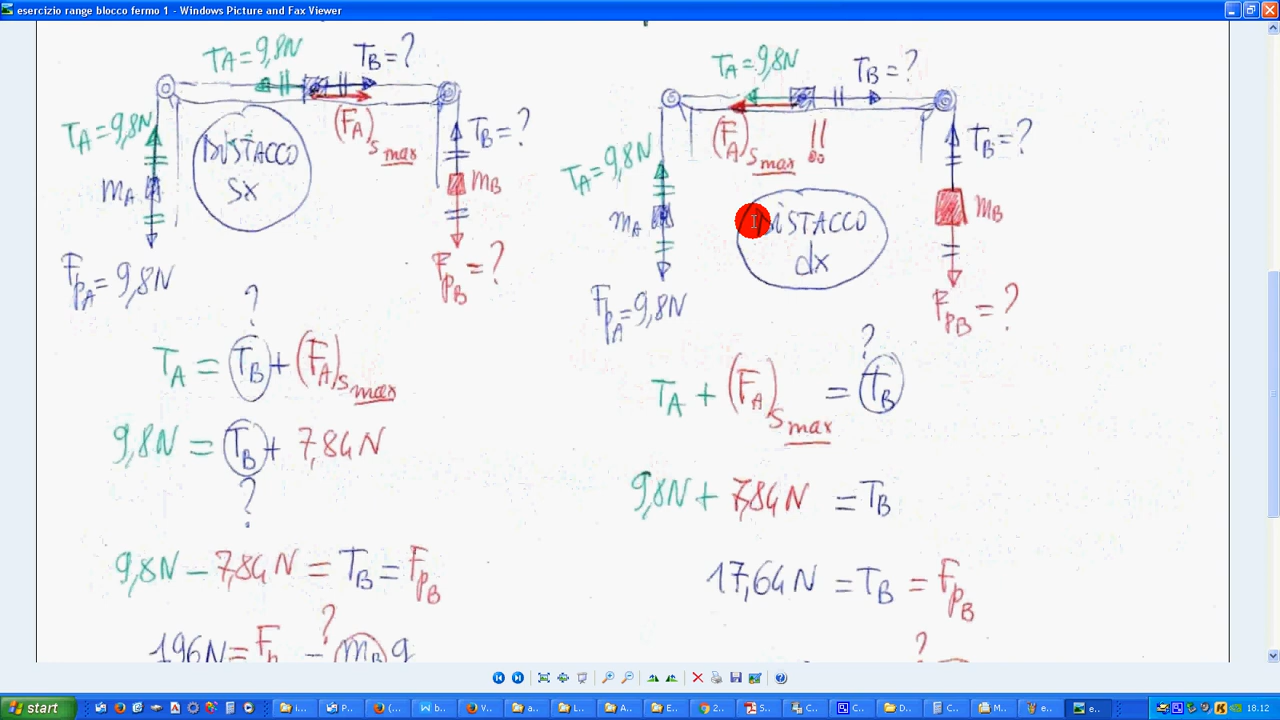 esercizio range blocco fermo 1 - Windows Picture and Fax Viewer
TA=9,8N TB=?
TA=9,8N
(FA)s max
TB=?
DISTACCO
sx
mA
mB
FpA=9,8N
FpB=?
?
TA = TB + (FA)s max
9,8N = TB + 7,84N
?
9,8N - 7,84N = TB = FpB
?
1,96N = Fp = mB g
TA=9,8N TB=?
(FA)s max !!
TA=9,8N
TB=?
mA
mB
DISTACCO
dx
FpA=9,8N
FpB=?
?
TA + (FA)s max = TB
9,8N + 7,84N = TB
17,64N = TB = FpB
?
start
18.12